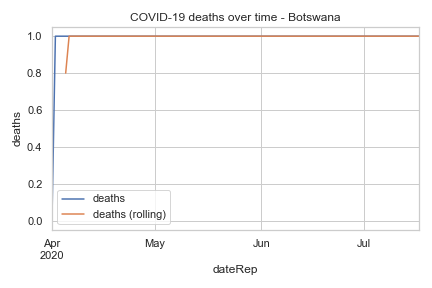 COVID-19 deaths over time - Botswana
deaths
1.0
0.8
0.6
0.4
0.2
0.0
deaths
deaths (rolling)
Apr
2020
May
Jun
Jul
dateRep